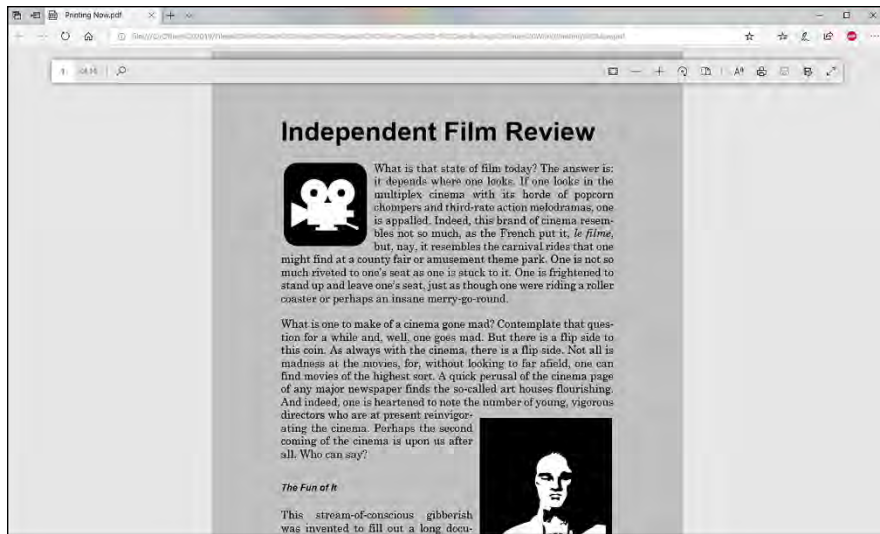 Printing Now.pdf
1 of 16
Independent Film Review
What is that state of film today? The answer is:
it depends where one looks. If one looks in the
multiplex cinema with its horde of popcorn
chompers and third-rate action melodramas, one
is appalled. Indeed, this brand of cinema resem-
bles not so much, as the French put it, le filme,
but, nay, it resembles the carnival rides that one
might find at a county fair or amusement theme park. One is not so
much riveted to one's seat as one is stuck to it. One is frightened to
stand up and leave one's seat, just as though one were riding a roller
coaster or perhaps an insane merry-go-round.
What is one to make of a cinema gone mad? Contemplate that ques-
tion for a while and, well, one goes mad. But there is a flip side to
this coin. As always with the cinema, there is a flip side. Not all is
madness at the movies, for, without looking to far afield, one can
find movies of the highest sort. A quick perusal of the cinema page
of any major newspaper finds the so-called art houses flourishing.
And indeed, one is heartened to note the number of young, vigorous
directors who are at present reinvigor-
ating the cinema. Perhaps the second
coming of the cinema is upon us after
all. Who can say?
The Fun of It
This stream-of-conscious gibberish
was invented to fill out a long docu-